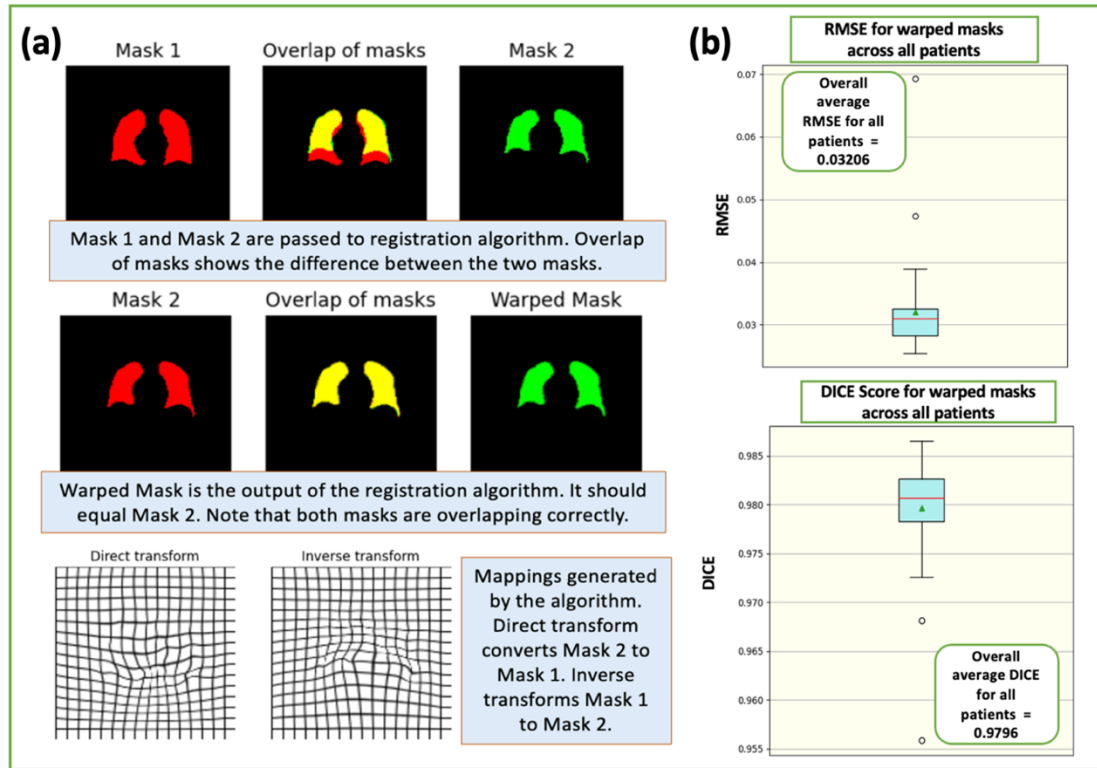 (a)
Mask 1
Overlap of masks
Mask 2
Mask 1 and Mask 2 are passed to registration algorithm. Overlap
of masks shows the difference between the two masks.
Mask 2
Overlap of masks
Warped Mask
Warped Mask is the output of the registration algorithm. It should
equal Mask 2. Note that both masks are overlapping correctly.
Direct transform
Inverse transform
Mappings generated
by the algorithm.
Direct transform
converts Mask 2 to
Mask 1. Inverse
transforms Mask 1
to Mask 2.
(b)
RMSE for warped masks
across all patients
0.07
0.06
0.05
0.04
0.03
RMSE
Overall
average
RMSE for all
patients =
0.03206
DICE Score for warped masks
across all patients
0.985
0.980
0.975
0.970
0.965
0.960
0.955
DICE
Overall
average DICE
for all
patients =
0.9796